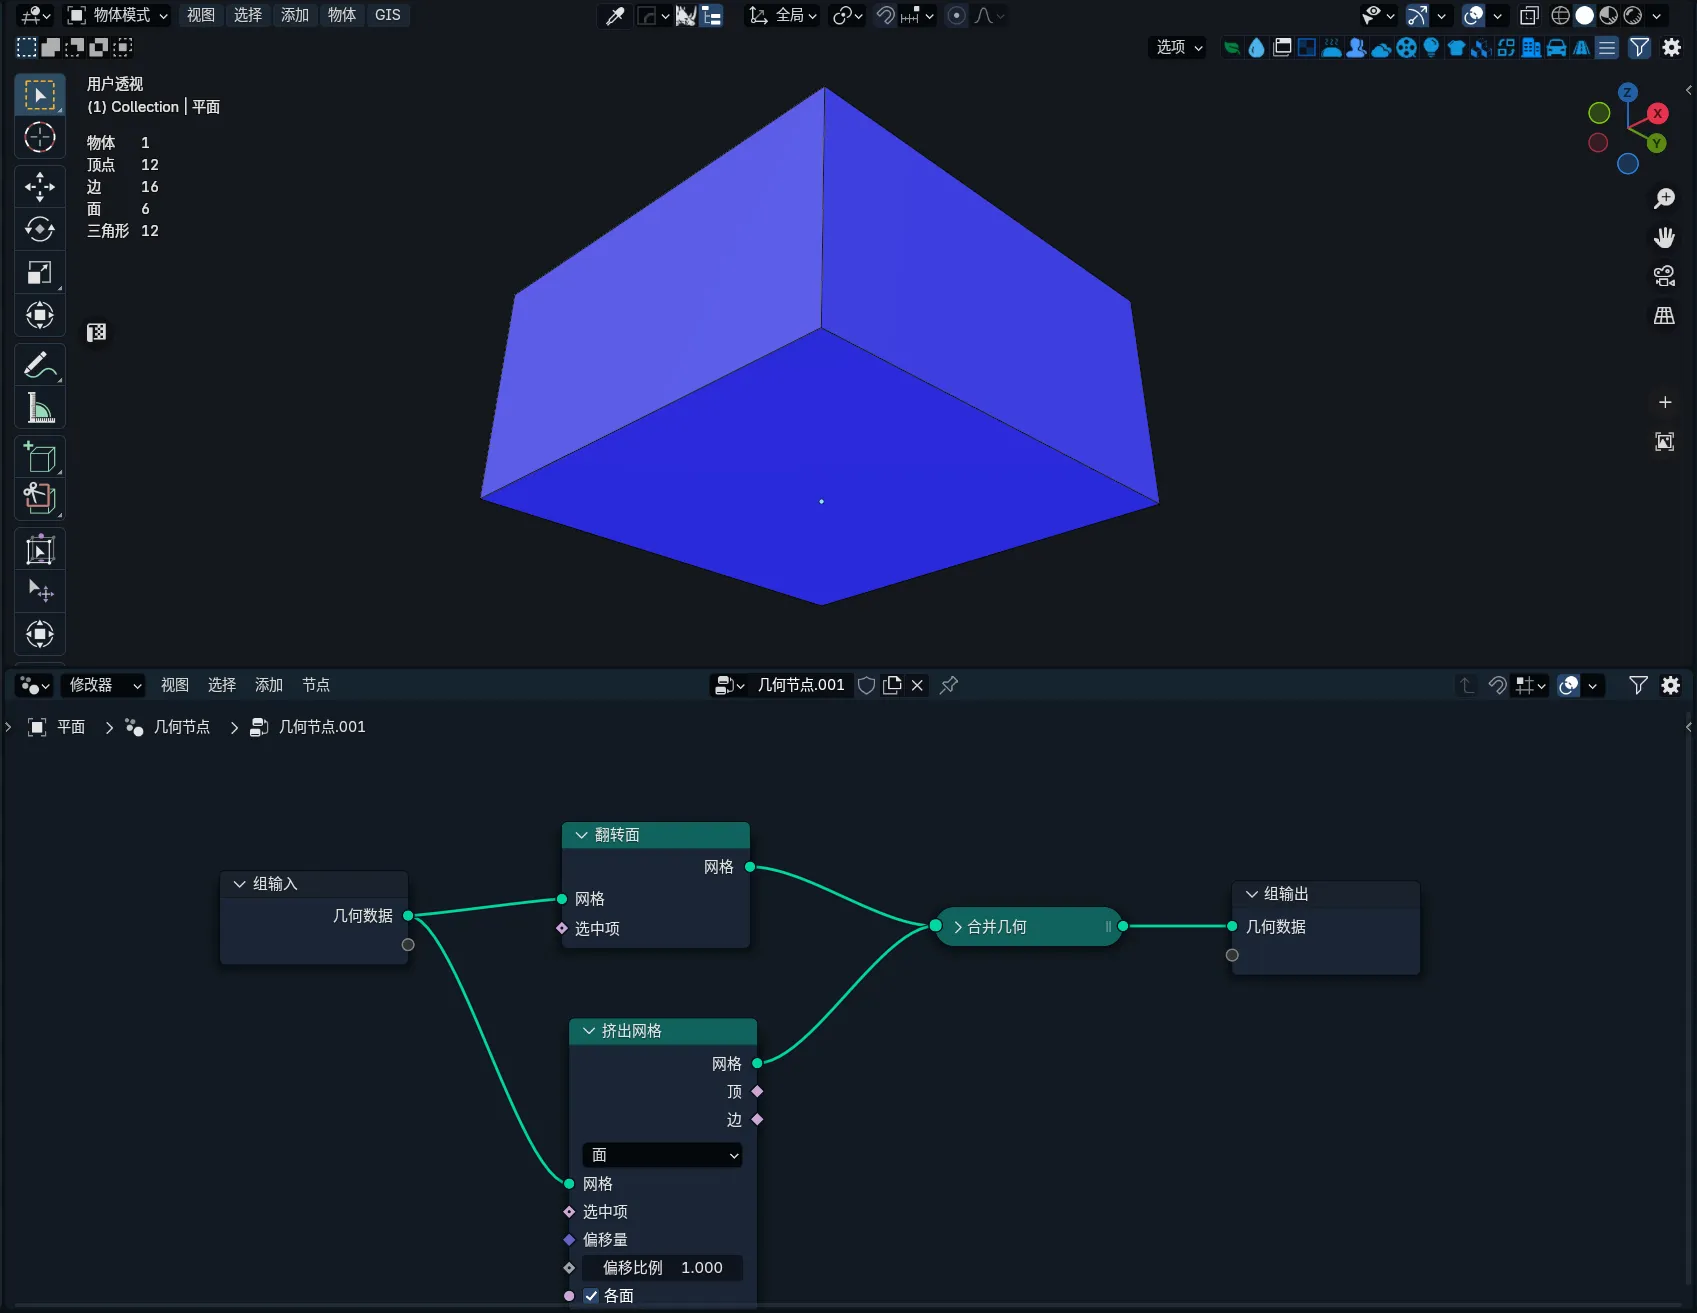 物体模式 视图 选择 添加 物体 GIS 全局
选项
用户透视
(1) Collection | 平面
物体 1
顶点 12
边 16
面 6
三角形 12
Z
X
Y
修改器 视图 选择 添加 节点 几何节点.001
平面 几何节点 几何节点.001
翻转面
网格
网格
选中项
组输入
几何数据
合并几何
组输出
几何数据
挤出网格
网格
顶
边
面
网格
选中项
偏移量
偏移比例 1.000
各面